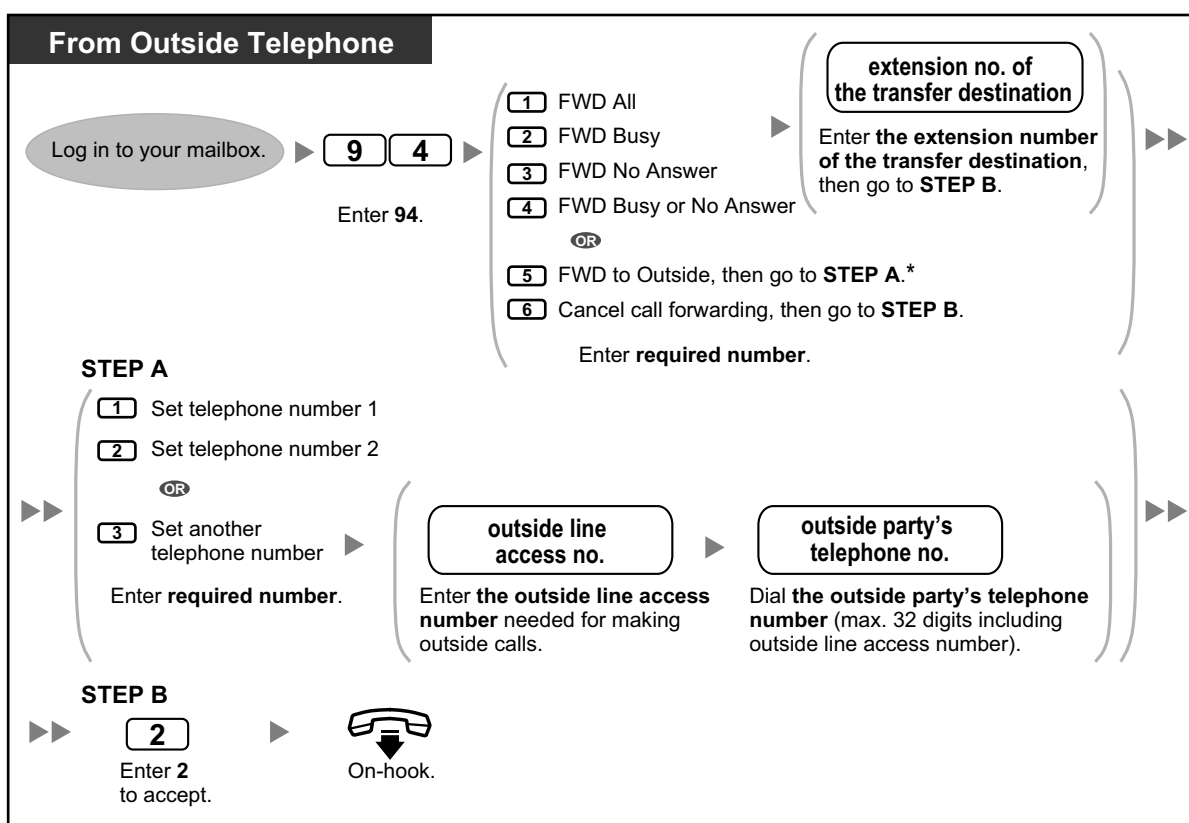 From Outside Telephone
Log in to your mailbox.
9 4
Enter 94.
1 FWD All
2 FWD Busy
3 FWD No Answer
4 FWD Busy or No Answer
OR
5 FWD to Outside, then go to STEP A.*
6 Cancel call forwarding, then go to STEP B.
Enter required number.
extension no. of
the transfer destination
Enter the extension number
of the transfer destination,
then go to STEP B.
STEP A
1 Set telephone number 1
2 Set telephone number 2
OR
3 Set another
telephone number
Enter required number.
outside line
access no.
Enter the outside line access
number needed for making
outside calls.
outside party's
telephone no.
Dial the outside party's telephone
number (max. 32 digits including
outside line access number).
STEP B
2
Enter 2
to accept.
On-hook.